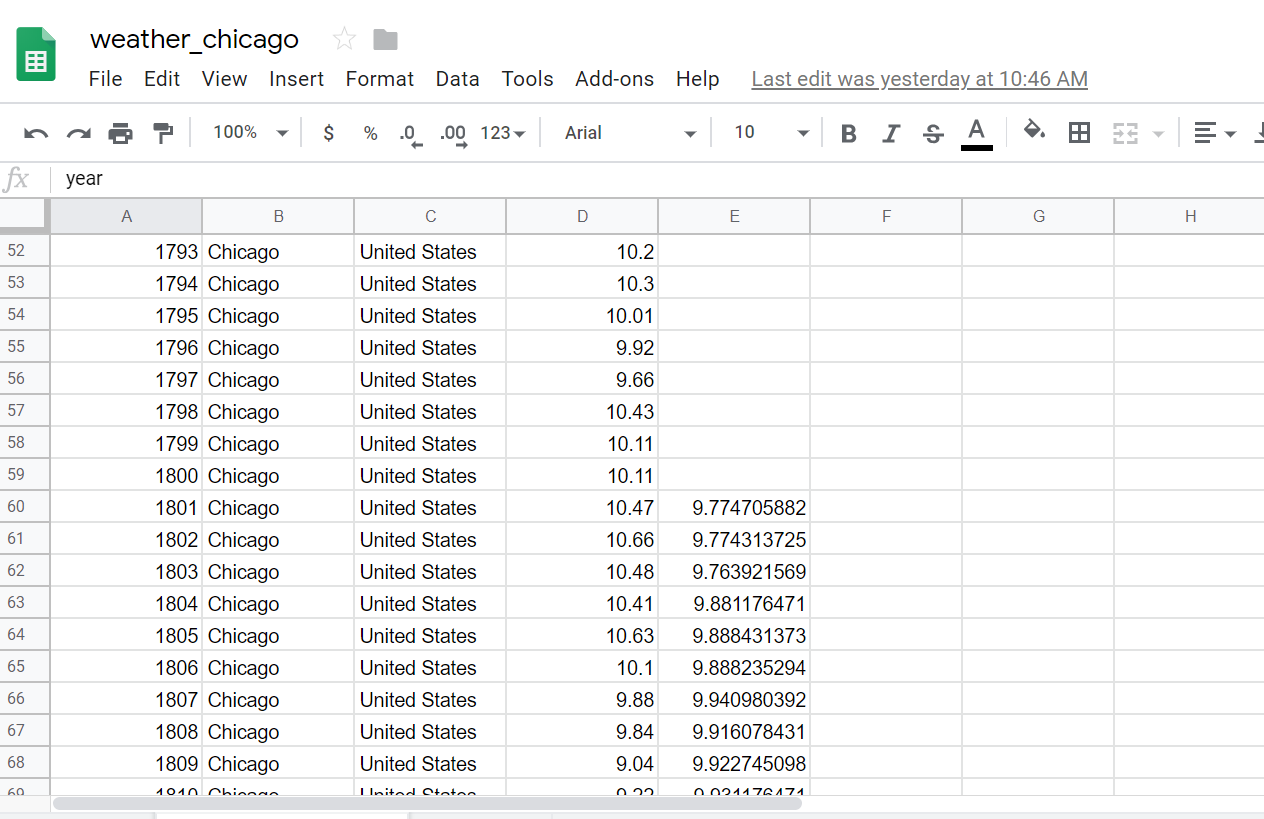 weather_chicago
File Edit View Insert Format Data Tools Add-ons Help Last edit was yesterday at 10:46 AM
100% $ % .0 .00 123 Arial 10 B I S A
fx year
A B C D E F G H
52 1793 Chicago United States 10.2
53 1794 Chicago United States 10.3
54 1795 Chicago United States 10.01
55 1796 Chicago United States 9.92
56 1797 Chicago United States 9.66
57 1798 Chicago United States 10.43
58 1799 Chicago United States 10.11
59 1800 Chicago United States 10.11
60 1801 Chicago United States 10.47 9.774705882
61 1802 Chicago United States 10.66 9.774313725
62 1803 Chicago United States 10.48 9.763921569
63 1804 Chicago United States 10.41 9.881176471
64 1805 Chicago United States 10.63 9.888431373
65 1806 Chicago United States 10.1 9.888235294
66 1807 Chicago United States 9.88 9.940980392
67 1808 Chicago United States 9.84 9.916078431
68 1809 Chicago United States 9.04 9.922745098
69 1810 Chicago United States